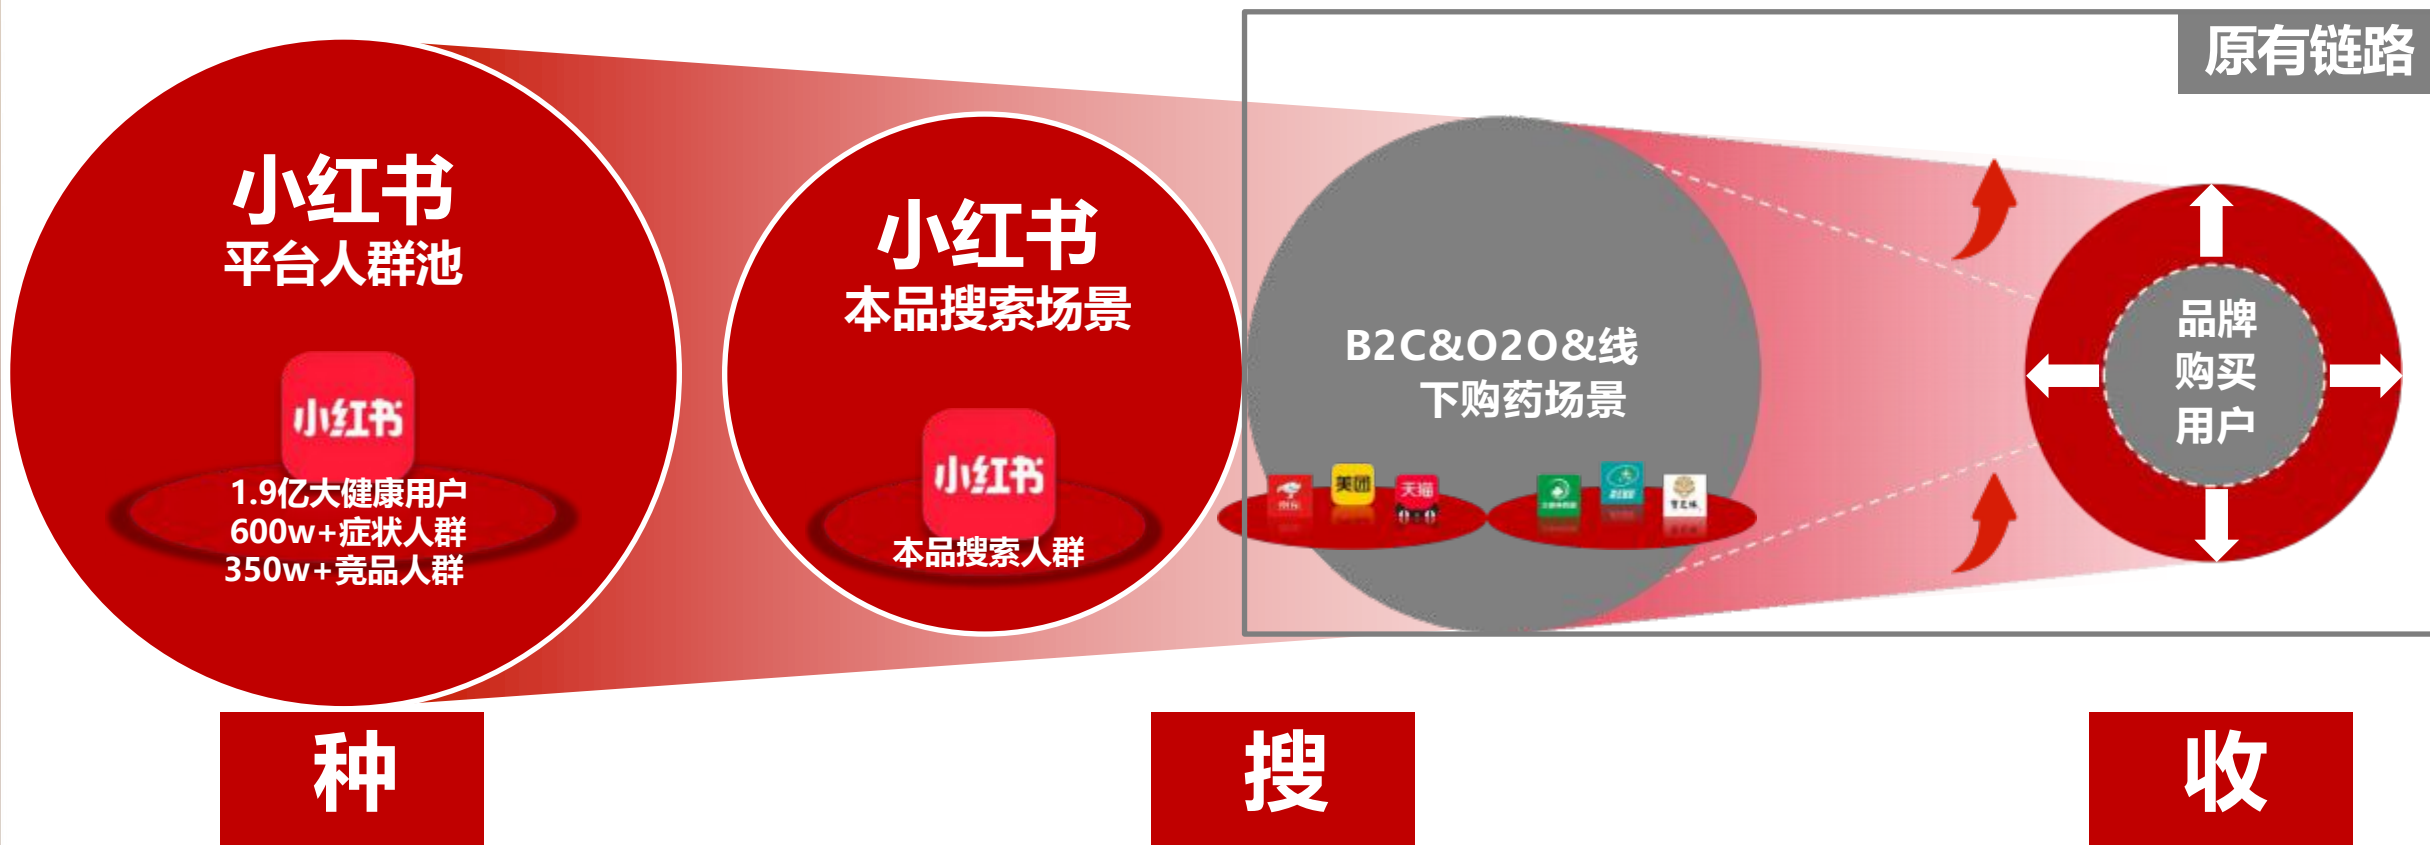 原有链路
小红书
平台人群池
小红书
1.9亿大健康用户
600w+症状人群
350w+竞品人群
小红书
本品搜索场景
小红书
本品搜索人群
B2C&O2O&线
下购药场景
美团
天猫
品牌
购买
用户
种
搜
收